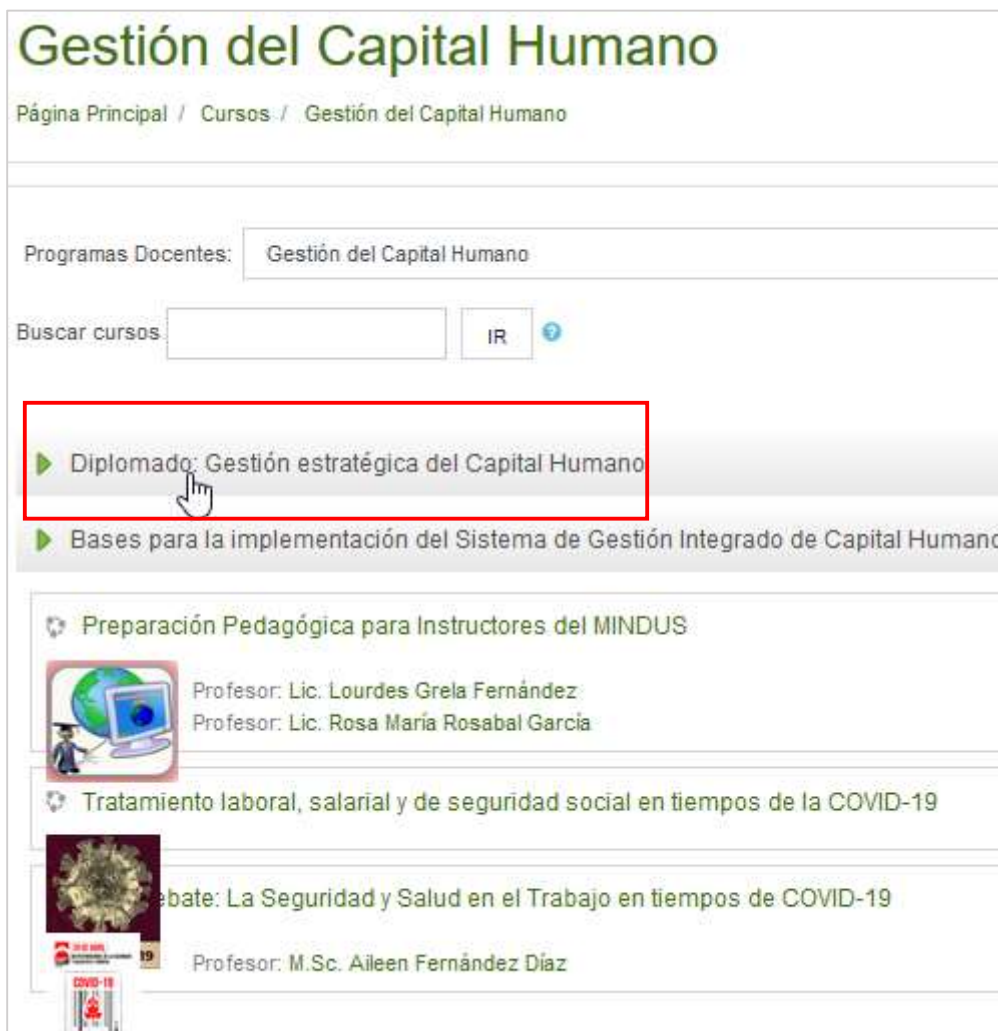 Gestión del Capital Humano
Página Principal / Cursos / Gestión del Capital Humano
Programas Docentes: Gestión del Capital Humano
Buscar cursos IR
Diplomado: Gestión estratégica del Capital Humano
Bases para la implementación del Sistema de Gestión Integrado de Capital Humano
Preparación Pedagógica para Instructores del MINDUS
Profesor: Lic. Lourdes Grela Fernández
Profesor: Lic. Rosa María Rosabal García
Tratamiento laboral, salarial y de seguridad social en tiempos de la COVID-19
ebate: La Seguridad y Salud en el Trabajo en tiempos de COVID-19
Profesor: M.Sc. Aileen Fernández Díaz
COVID-19